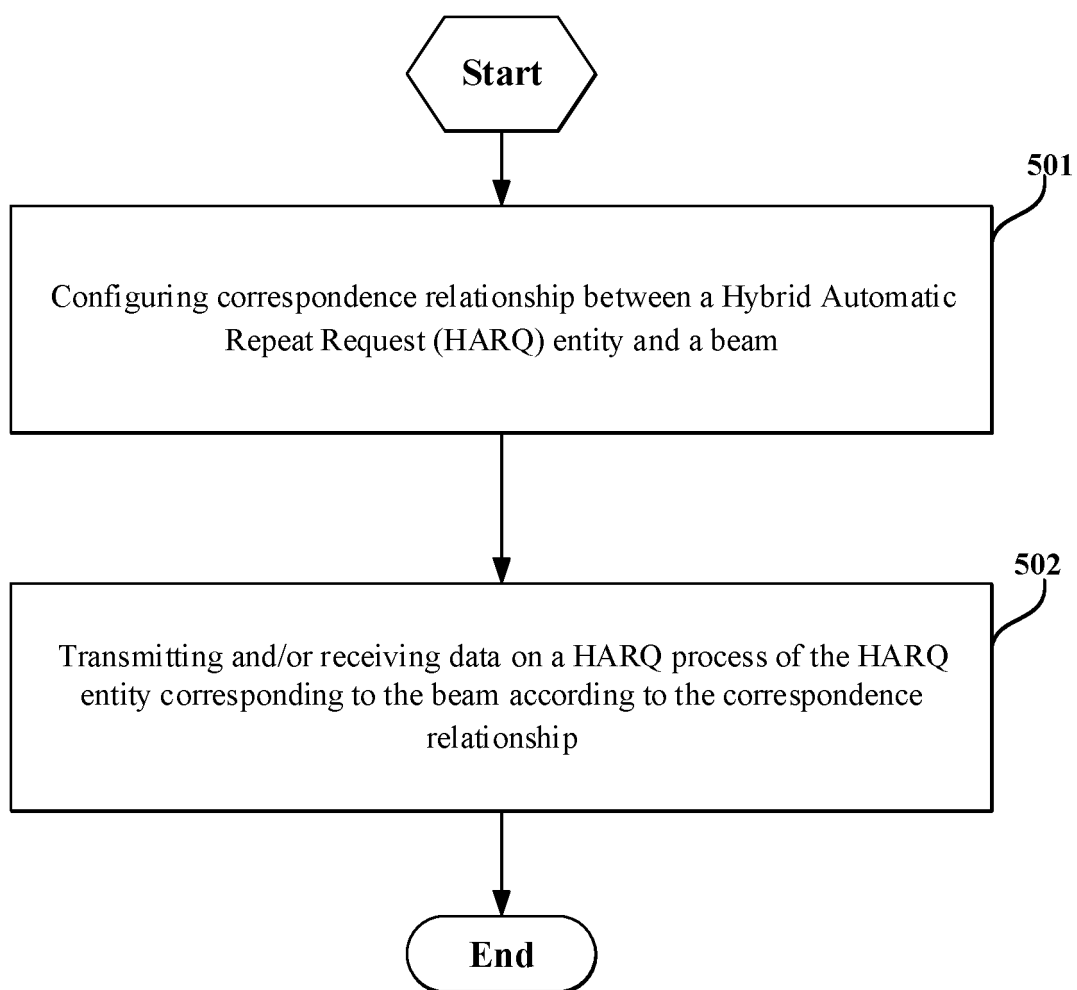 Start
501
Configuring correspondence relationship between a Hybrid Automatic
Repeat Request (HARQ) entity and a beam
502
Transmitting and/or receiving data on a HARQ process of the HARQ
entity corresponding to the beam according to the correspondence
relationship
End